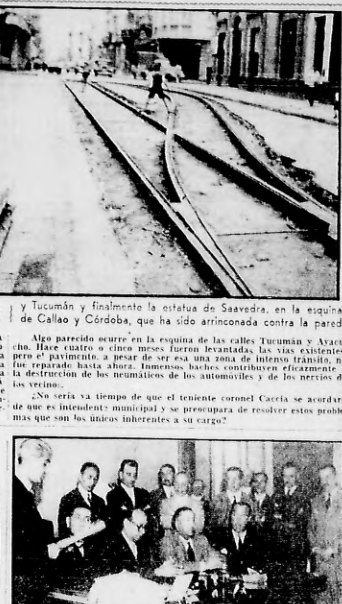 y Tucumán y finalmente la estatua de Saavedra, en la esquina
de Callao y Córdoba, que ha sido arrinconada contra la pared
Algo parecido ocurre en la esquina de las calles Tucumán y Ayacu
cho. Hace cuatro o cinco meses fueron levantadas, las vías existentes
pero e' pavimento, a pesar de ser esa una zona de intenso tránsito, n
fue reparado hasta ahora. Inmensos baches contribuyen eficazmente
la destrucción de los neumáticos de los automóviles y de los nervios d
los vecinos.
¿No sería ya tiempo de que el teniente coronel Caccia se acordara
de que es intendente municipal y se preocupara de resolver estos proble
mas que son los únicos inherentes a su cargo?